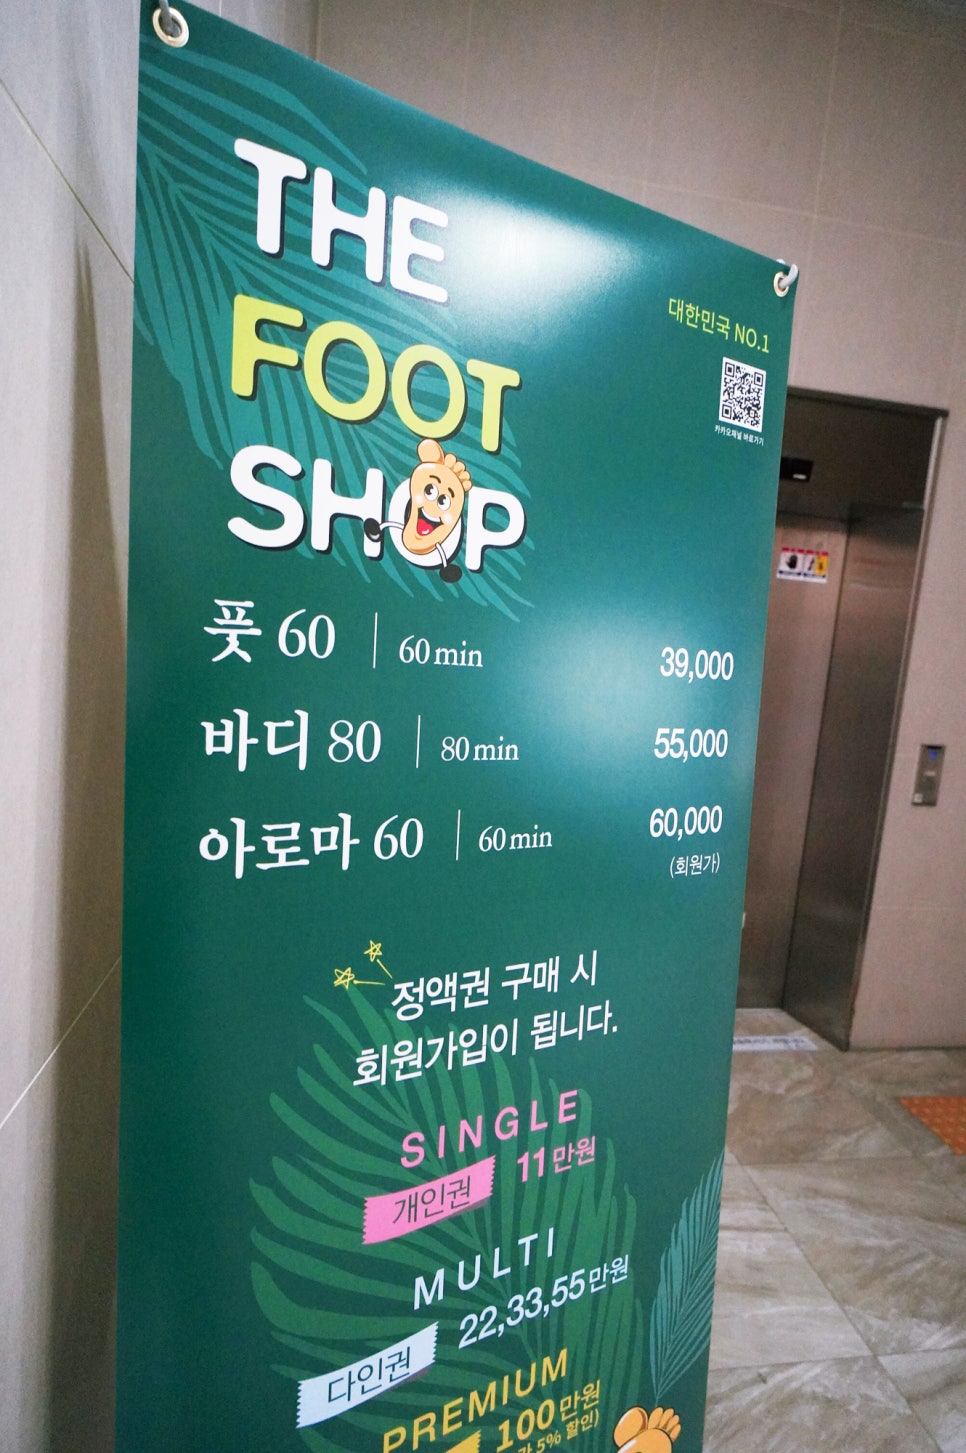 THE
FOOT
SHOP
대한민국 NO.1
카카오채널 바로가기
풋 60 | 60 min 39,000
바디 80 | 80 min 55,000
아로마 60 | 60 min 60,000
(회원가)
정액권 구매 시
회원가입이 됩니다.
SINGLE
개인권 11만원
MULTI
다인권 22,33,55만원
PREMIUM
100만원
5% 할인)